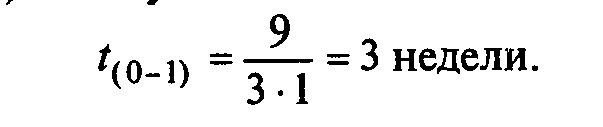 t(0−1) = 9 / 3 · 1 = 3 недели.